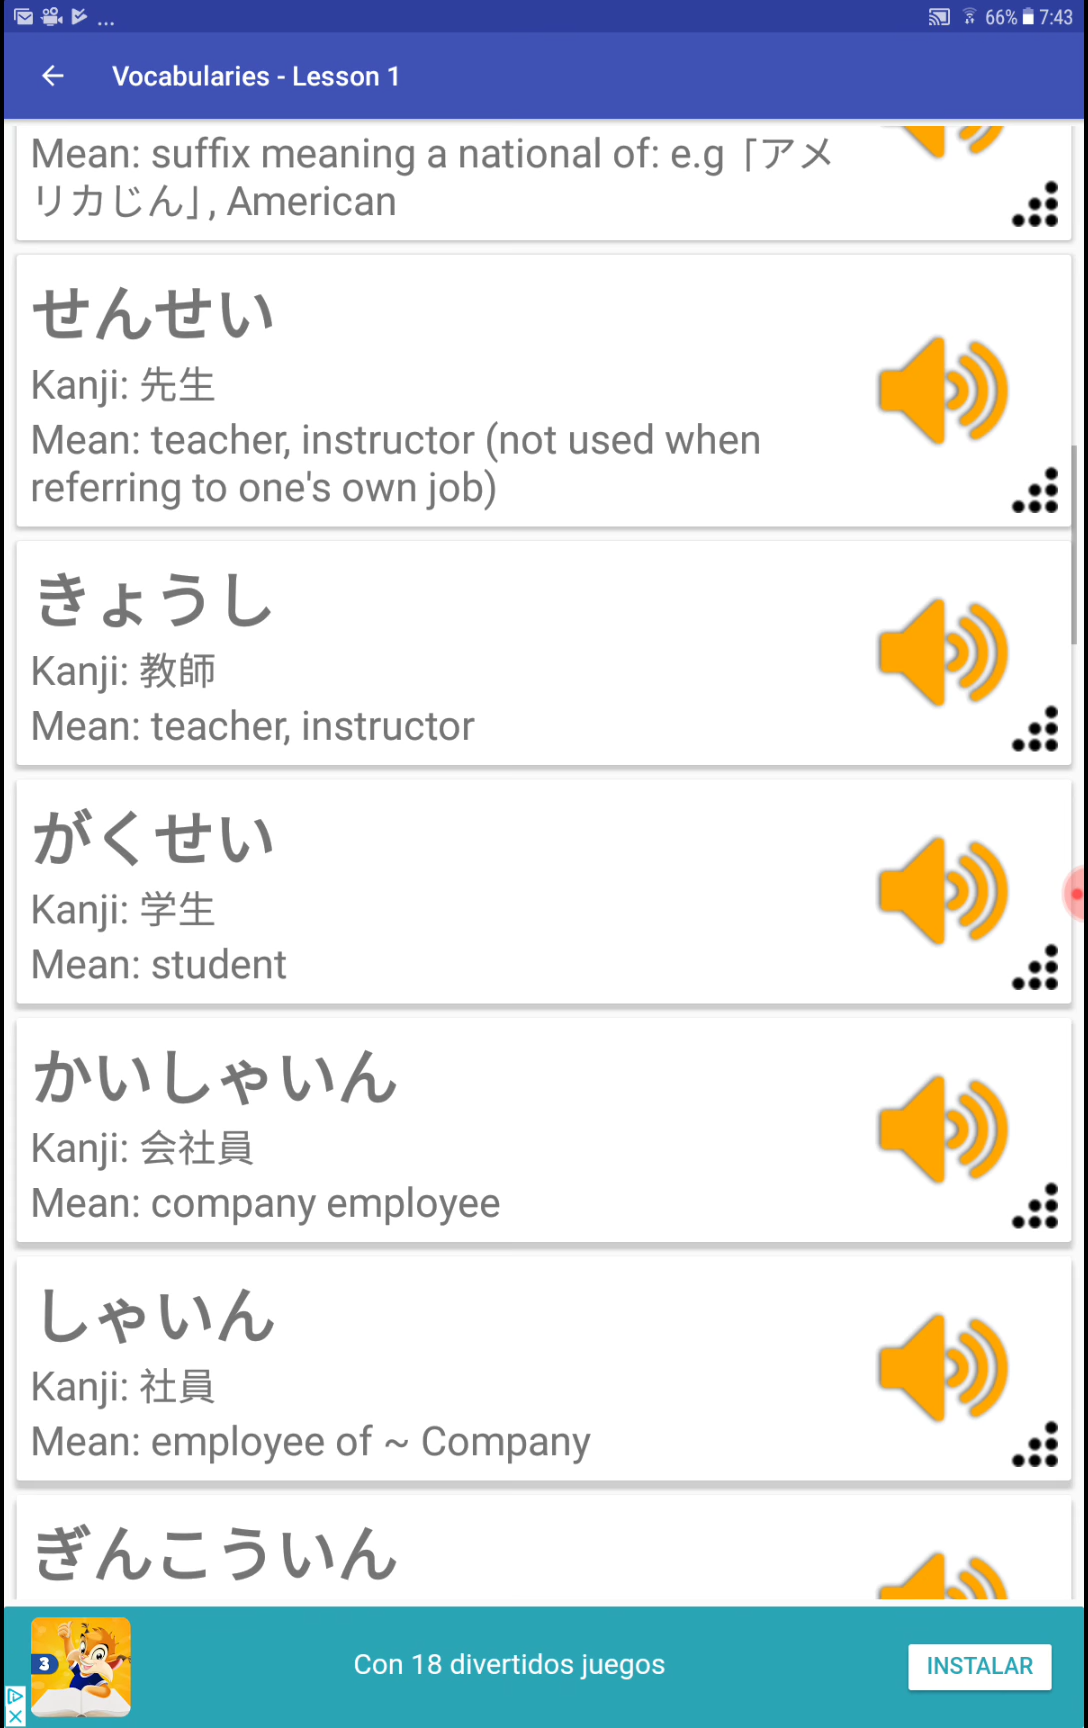 ...
66% 7:43
Vocabularies - Lesson 1
Mean: suffix meaning a national of: e.g「アメ
リカじん」, American
せんせい
Kanji: 先生
Mean: teacher, instructor (not used when
referring to one's own job)
きょうし
Kanji: 教師
Mean: teacher, instructor
がくせい
Kanji: 学生
Mean: student
かいしゃいん
Kanji: 会社員
Mean: company employee
しゃいん
Kanji: 社員
Mean: employee of ~ Company
ぎんこういん
3
Con 18 divertidos juegos
INSTALAR